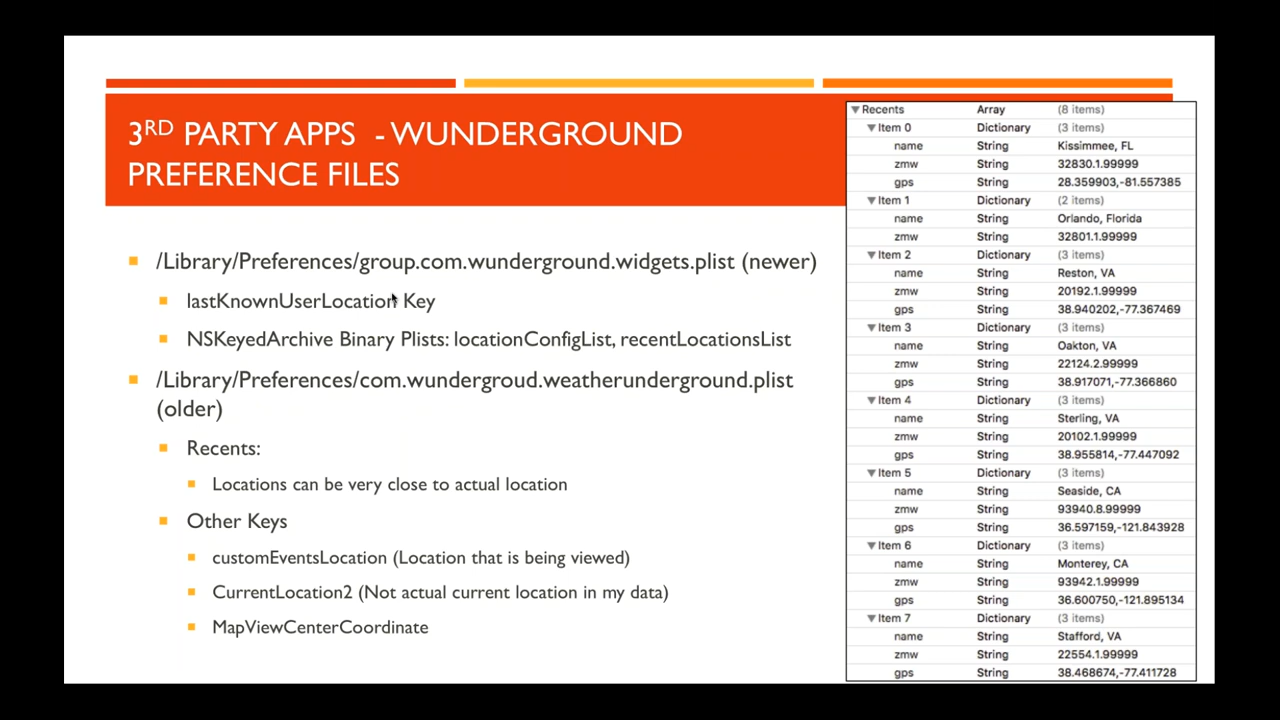 3RD PARTY APPS - WUNDERGROUND
PREFERENCE FILES
/Library/Preferences/group.com.wunderground.widgets.plist (newer)
lastKnownUserLocation Key
NSKeyedArchive Binary Plists: locationConfigList, recentLocationsList
/Library/Preferences/com.wundergroud.weatherunderground.plist
(older)
Recents:
Locations can be very close to actual location
Other Keys
customEventsLocation (Location that is being viewed)
CurrentLocation2 (Not actual current location in my data)
MapViewCenterCoordinate
Recents Array (8 items)
Item 0 Dictionary (3 items)
name String Kissimmee, FL
zmw String 32830.1.99999
gps String 28.359903,-81.557385
Item 1 Dictionary (2 items)
name String Orlando, Florida
zmw String 32801.1.99999
Item 2 Dictionary (3 items)
name String Reston, VA
zmw String 20192.1.99999
gps String 38.940202,-77.367469
Item 3 Dictionary (3 items)
name String Oakton, VA
zmw String 22124.2.99999
gps String 38.917071,-77.366860
Item 4 Dictionary (3 items)
name String Sterling, VA
zmw String 20102.1.99999
gps String 38.955814,-77.447092
Item 5 Dictionary (3 items)
name String Seaside, CA
zmw String 93940.8.99999
gps String 36.597159,-121.843928
Item 6 Dictionary (3 items)
name String Monterey, CA
zmw String 93942.1.99999
gps String 36.600750,-121.895134
Item 7 Dictionary (3 items)
name String Stafford, VA
zmw String 22554.1.99999
gps String 38.468674,-77.411728